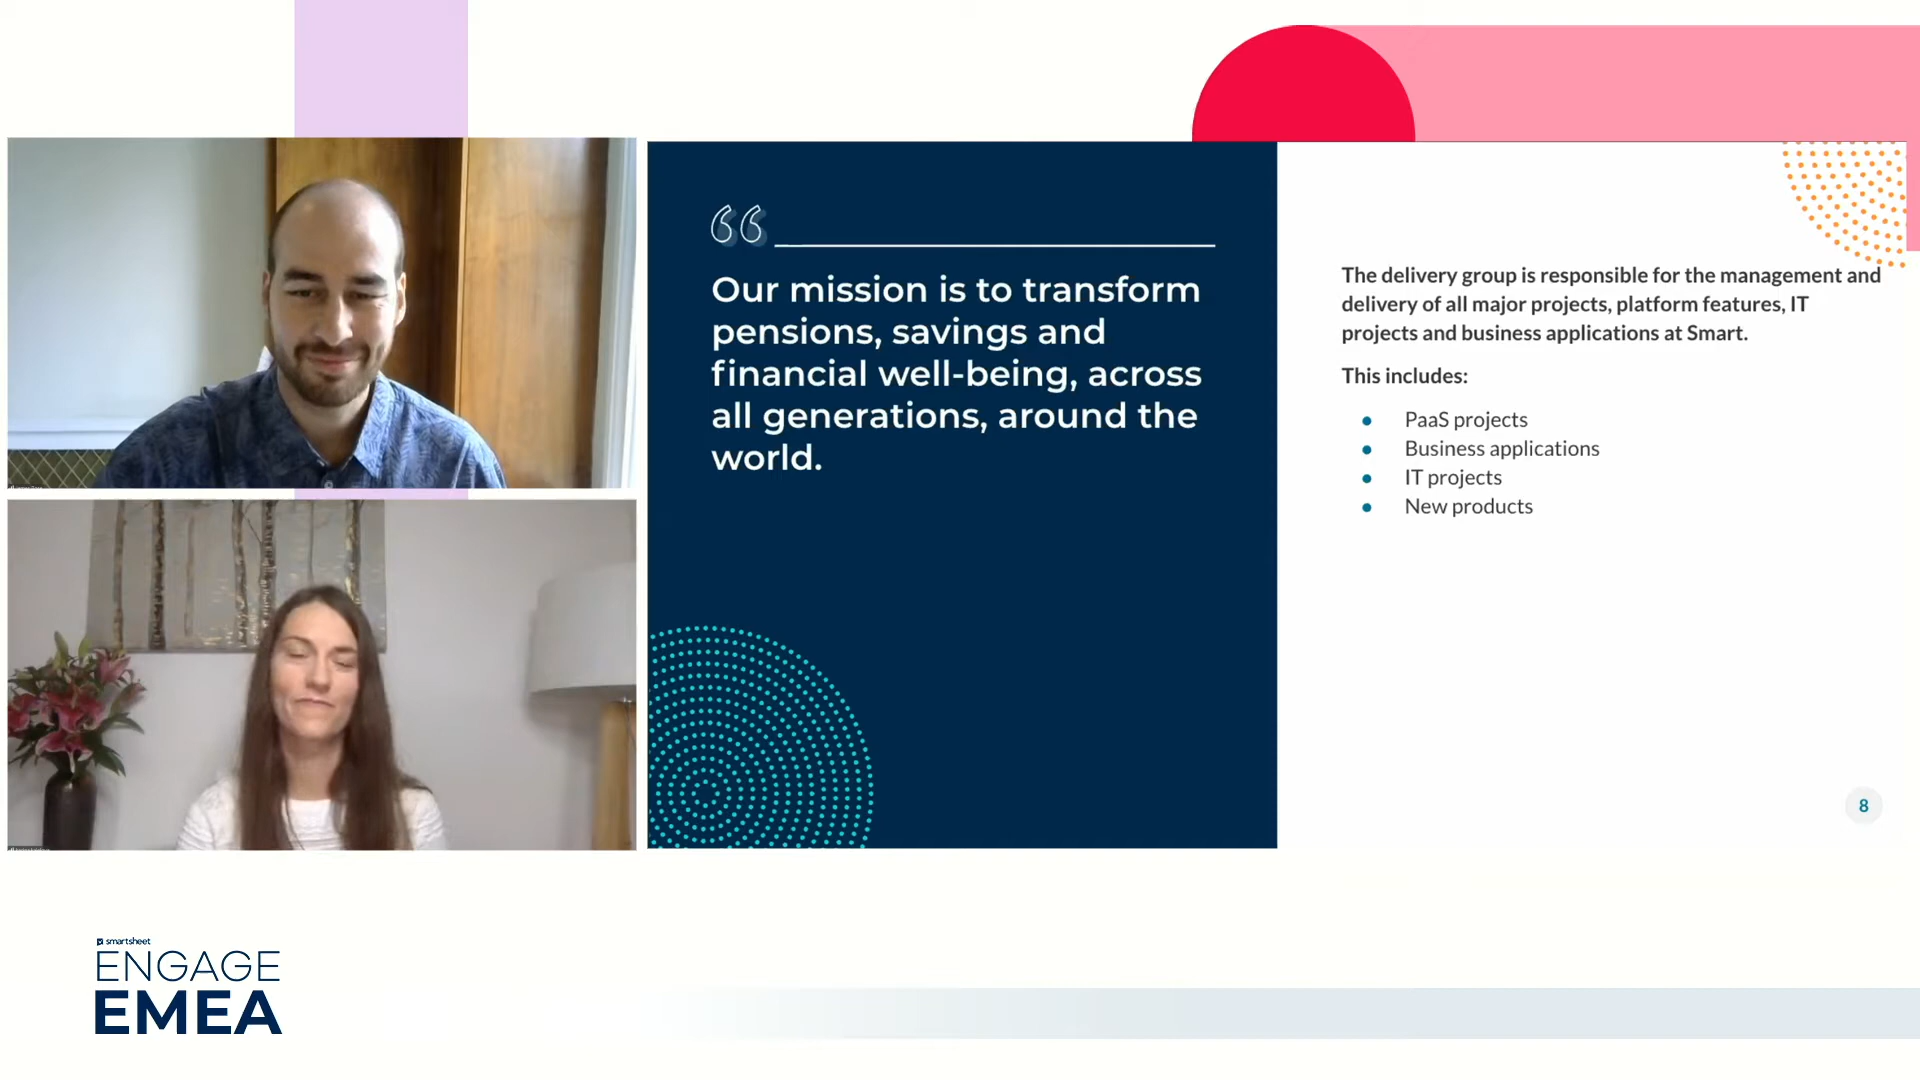 “
Our mission is to transform
pensions, savings and
financial well-being, across
all generations, around the
world.
The delivery group is responsible for the management and
delivery of all major projects, platform features, IT
projects and business applications at Smart.
This includes:
● PaaS projects
● Business applications
● IT projects
● New products
8
smartsheet
ENGAGE
EMEA